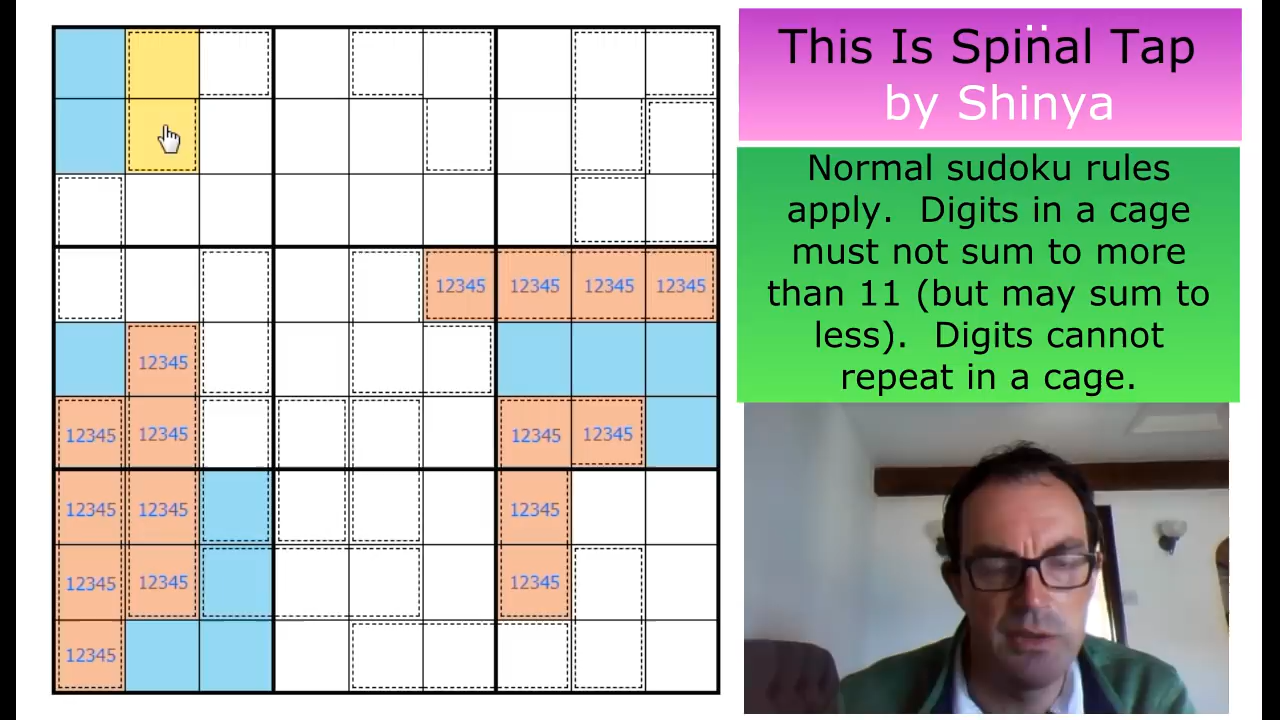 This Is Spin̈al Tap
by Shinya
Normal sudoku rules
apply.  Digits in a cage
must not sum to more
than 11 (but may sum to
less).  Digits cannot
repeat in a cage.
12345 12345 12345 12345
12345
12345 12345 12345 12345
12345 12345 12345
12345 12345 12345
12345